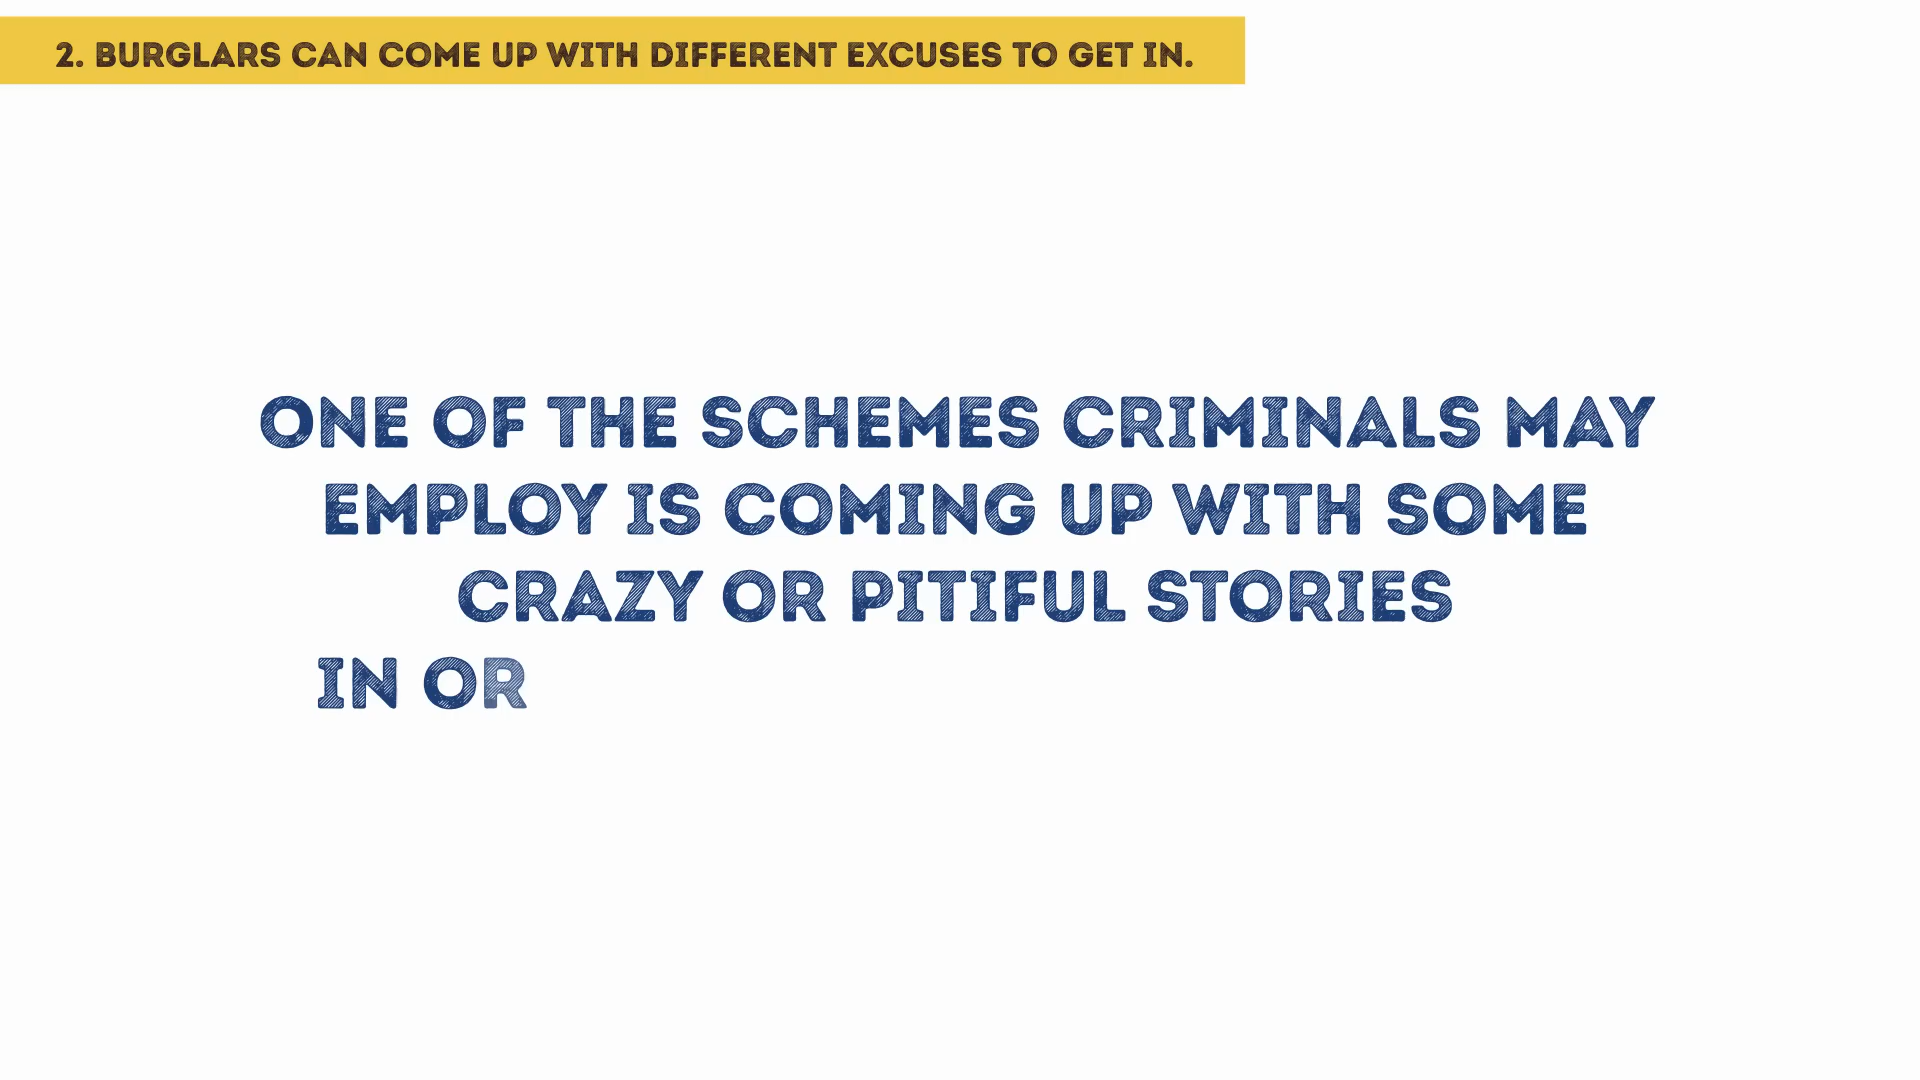 2. BURGLARS CAN COME UP WITH DIFFERENT EXCUSES TO GET IN.
ONE OF THE SCHEMES CRIMINALS MAY
EMPLOY IS COMING UP WITH SOME
CRAZY OR PITIFUL STORIES
IN OR